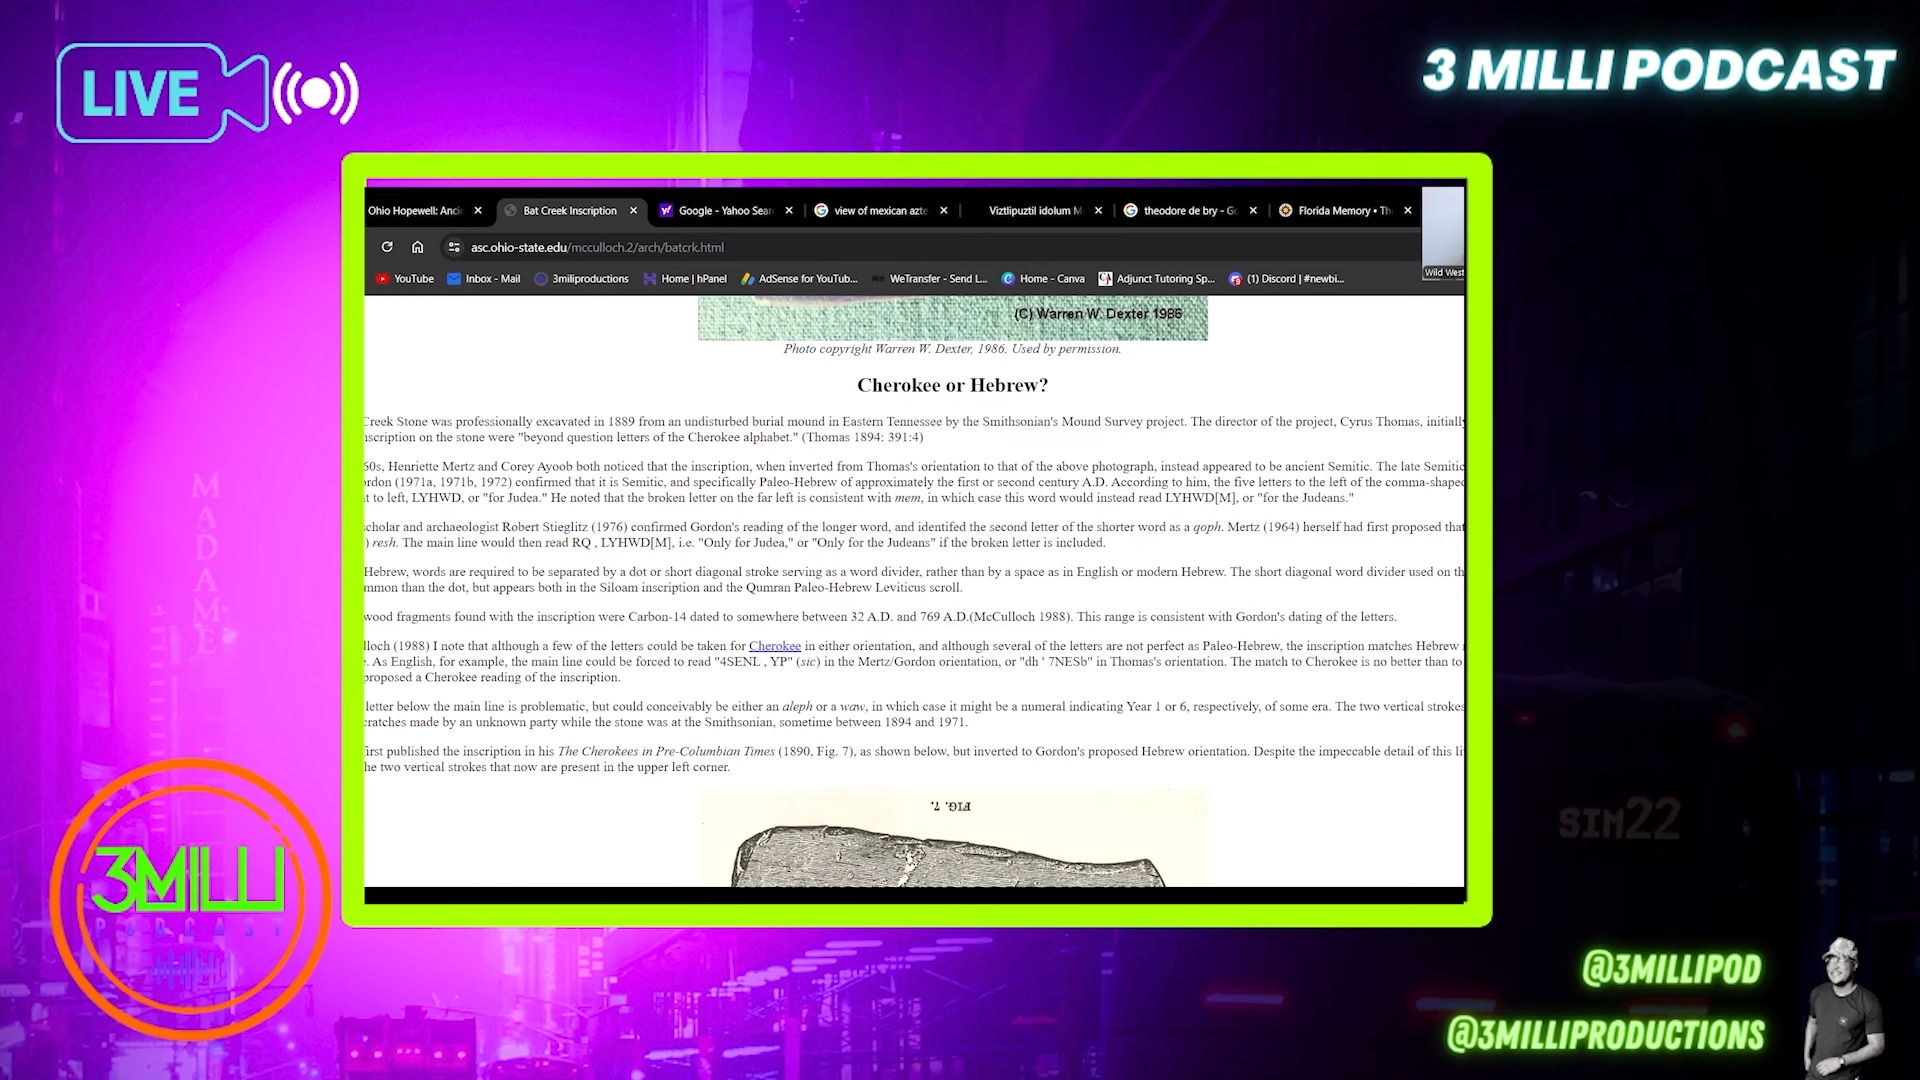 LIVE
3 MILLI PODCAST
Ohio Hopewell: Anci
Bat Creek Inscription
Google - Yahoo Sear
view of mexican azte
Vitzlipuztil idolum M
theodore de bry - Go
Florida Memory • Th
asc.ohio-state.edu/mcculloch.2/arch/batcrk.html
YouTube
Inbox - Mail
3miliproductions
Home | hPanel
AdSense for YouTub...
WeTransfer - Send L...
Home - Canva
Adjunct Tutoring Sp...
(1) Discord | #newbi...
Wild West
(C) Warren W. Dexter 1986
Photo copyright Warren W. Dexter, 1986. Used by permission.
Cherokee or Hebrew?
Creek Stone was professionally excavated in 1889 from an undisturbed burial mound in Eastern Tennessee by the Smithsonian's Mound Survey project. The director of the project, Cyrus Thomas, initially
nscription on the stone were "beyond question letters of the Cherokee alphabet." (Thomas 1894: 391:4)
60s, Henriette Mertz and Corey Ayoob both noticed that the inscription, when inverted from Thomas's orientation to that of the above photograph, instead appeared to be ancient Semitic. The late Semitic
ordon (1971a, 1971b, 1972) confirmed that it is Semitic, and specifically Paleo-Hebrew of approximately the first or second century A.D. According to him, the five letters to the left of the comma-shaped
t to left, LYHWD, or "for Judea." He noted that the broken letter on the far left is consistent with mem, in which case this word would instead read LYHWD[M], or "for the Judeans."
scholar and archaeologist Robert Stieglitz (1976) confirmed Gordon's reading of the longer word, and identifed the second letter of the shorter word as a qoph. Mertz (1964) herself had first proposed that
) resh. The main line would then read RQ , LYHWD[M], i.e. "Only for Judea," or "Only for the Judeans" if the broken letter is included.
Hebrew, words are required to be separated by a dot or short diagonal stroke serving as a word divider, rather than by a space as in English or modern Hebrew. The short diagonal word divider used on th
mmon than the dot, but appears both in the Siloam inscription and the Qumran Paleo-Hebrew Leviticus scroll.
wood fragments found with the inscription were Carbon-14 dated to somewhere between 32 A.D. and 769 A.D.(McCulloch 1988). This range is consistent with Gordon's dating of the letters.
lloch (1988) I note that although a few of the letters could be taken for Cherokee in either orientation, and although several of the letters are not perfect as Paleo-Hebrew, the inscription matches Hebrew
. As English, for example, the main line could be forced to read "4SENL , YP" (sic) in the Mertz/Gordon orientation, or "dh ' 7NESb" in Thomas's orientation. The match to Cherokee is no better than to
proposed a Cherokee reading of the inscription.
letter below the main line is problematic, but could conceivably be either an aleph or a waw, in which case it might be a numeral indicating Year 1 or 6, respectively, of some era. The two vertical strokes
cratches made by an unknown party while the stone was at the Smithsonian, sometime between 1894 and 1971.
first published the inscription in his The Cherokees in Pre-Columbian Times (1890, Fig. 7), as shown below, but inverted to Gordon's proposed Hebrew orientation. Despite the impeccable detail of this li
he two vertical strokes that now are present in the upper left corner.
FIG. 7.
MADAME
SIM22
3MILLI
PODCAST
@3MILLIPOD
@3MILLIPRODUCTIONS